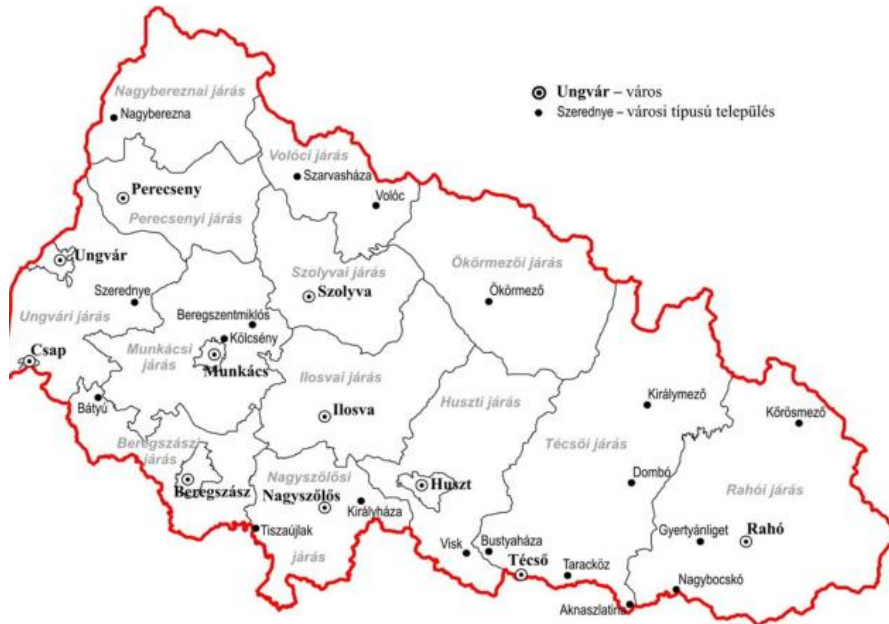 Nagybereznai járás
Nagyberezna
Ungvár – város
Szerednye – városi típusú település
Volóci járás
Szarvasháza
Volóc
Perecseny
Perecsenyi járás
Ungvár
Szolyvai járás
Szolyva
Ökörmezői járás
Ökörmező
Szerednye
Ungvári járás
Beregszentmiklós
Kölcsény
Csap
Munkácsi
járás
Munkács
Ilosvai járás
Ilosva
Huszti járás
Bátyú
Királymező
Kőrösmező
Beregszászi
járás
Técsői járás
Beregszász
Nagyszőlősi
Nagyszőlős
Királyháza
Huszt
Dombó
Rahói járás
Tiszaújlak
járás
Visk
Bustyaháza
Técső
Taracköz
Gyertyánliget
Rahó
Nagybocskó
Aknaszlatina